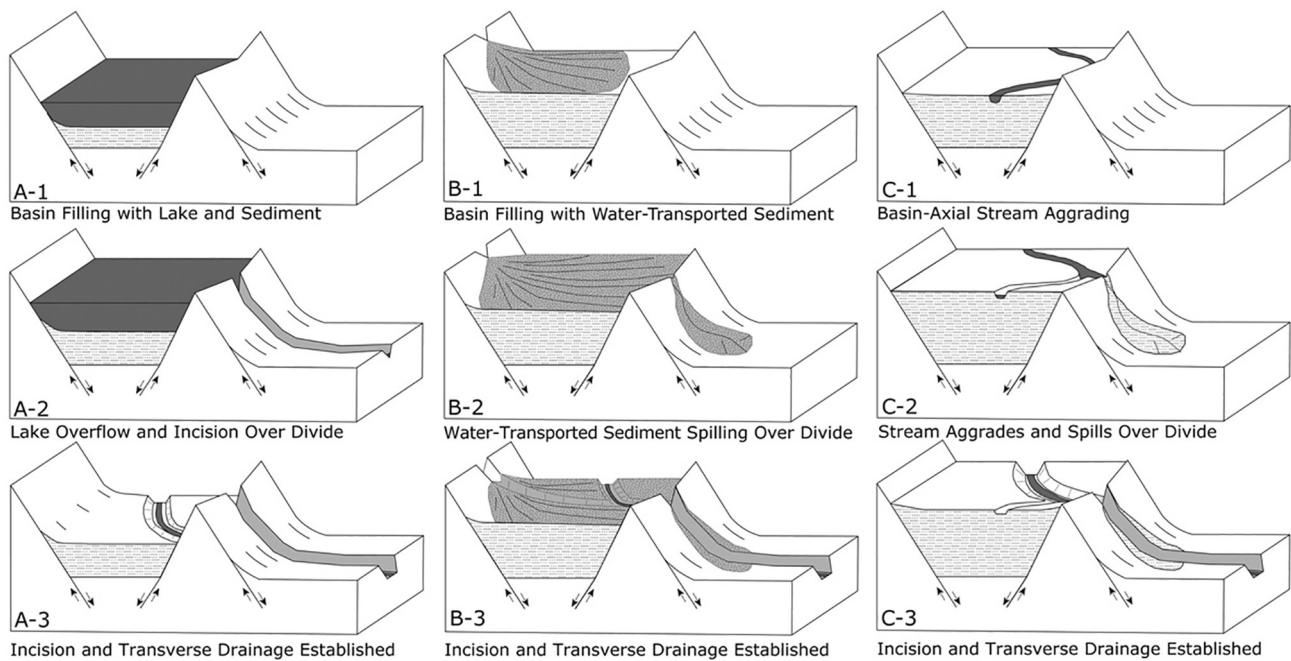 A-1
Basin Filling with Lake and Sediment
B-1
Basin Filling with Water-Transported Sediment
C-1
Basin-Axial Stream Aggrading
A-2
Lake Overflow and Incision Over Divide
B-2
Water-Transported Sediment Spilling Over Divide
C-2
Stream Aggrades and Spills Over Divide
A-3
Incision and Transverse Drainage Established
B-3
Incision and Transverse Drainage Established
C-3
Incision and Transverse Drainage Established